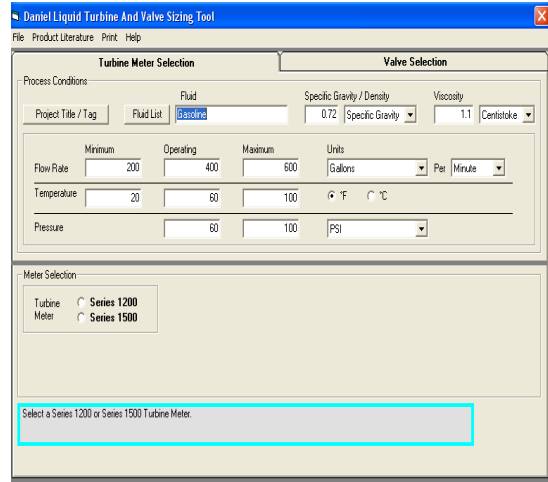 Daniel Liquid Turbine And Valve Sizing Tool
File Product Literature Print Help
Turbine Meter Selection Valve Selection
Process Conditions
Fluid Specific Gravity / Density Viscosity
Project Title / Tag Fluid List Gasoline 0.72 Specific Gravity 1.1 Centistoke
Minimum Operating Maximum Units
Flow Rate 200 400 600 Gallons Per Minute
Temperature 20 60 100 °F °C
Pressure 60 100 PSI
Meter Selection
Turbine Meter Series 1200
Series 1500
Select a Series 1200 or Series 1500 Turbine Meter.